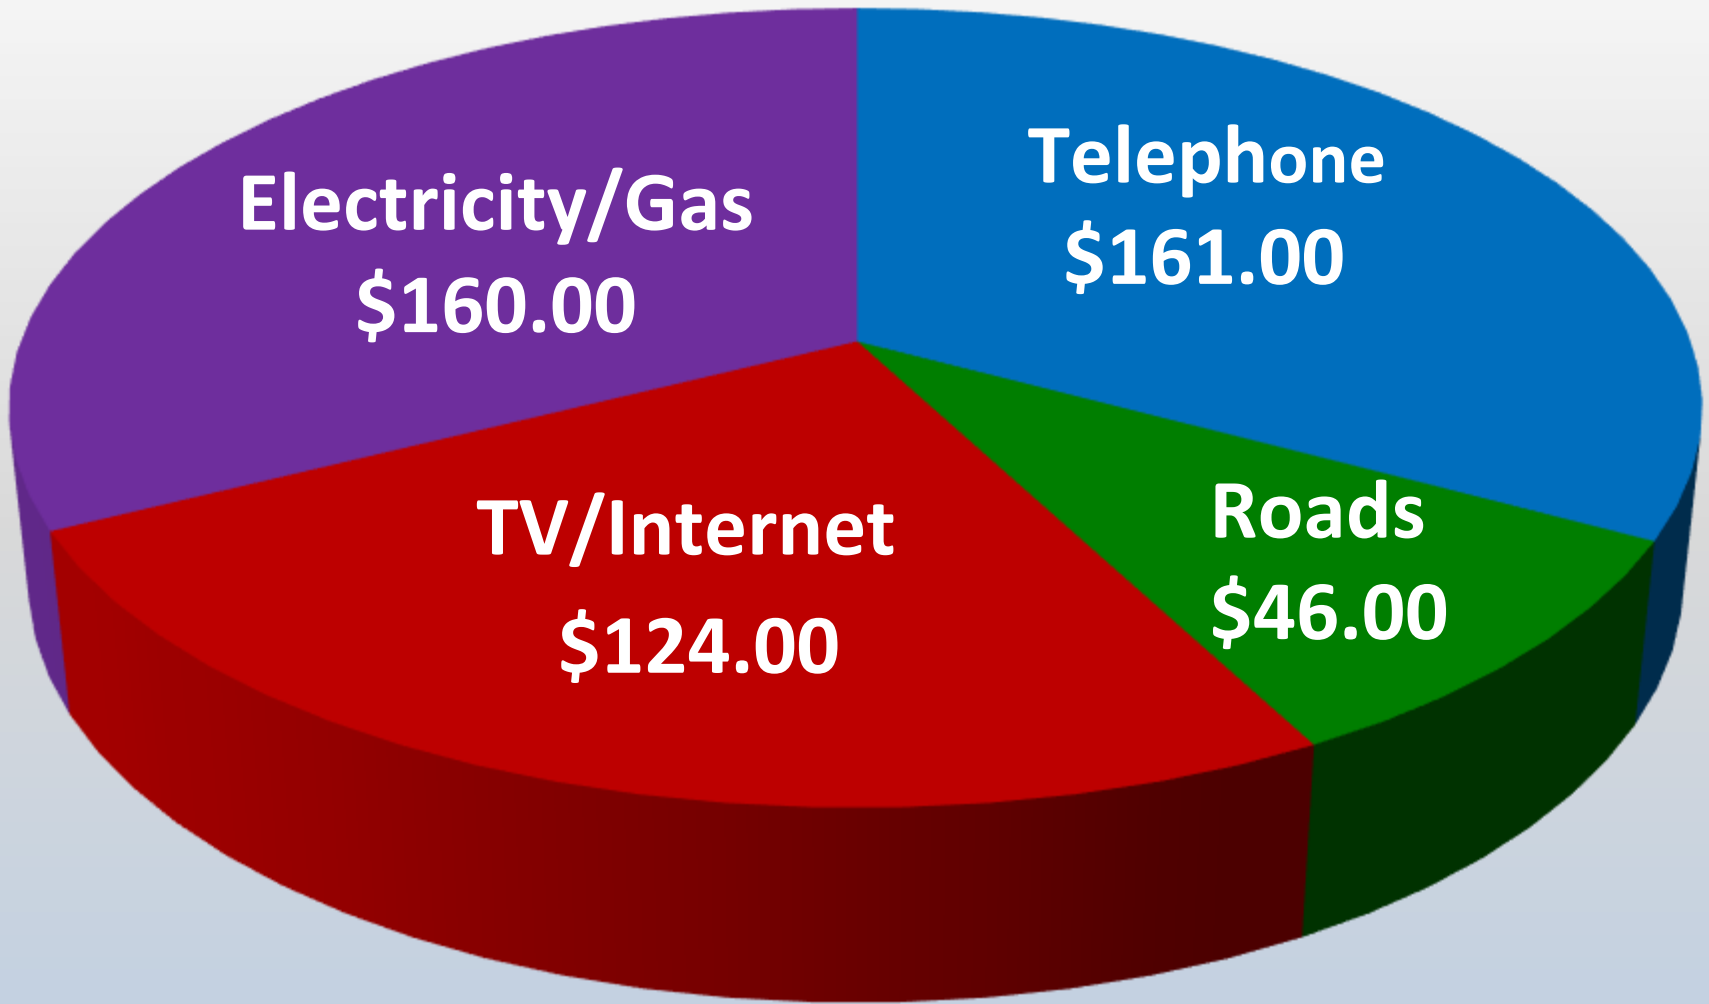 Electricity/Gas
$160.00
Telephone
$161.00
TV/Internet
$124.00
Roads
$46.00